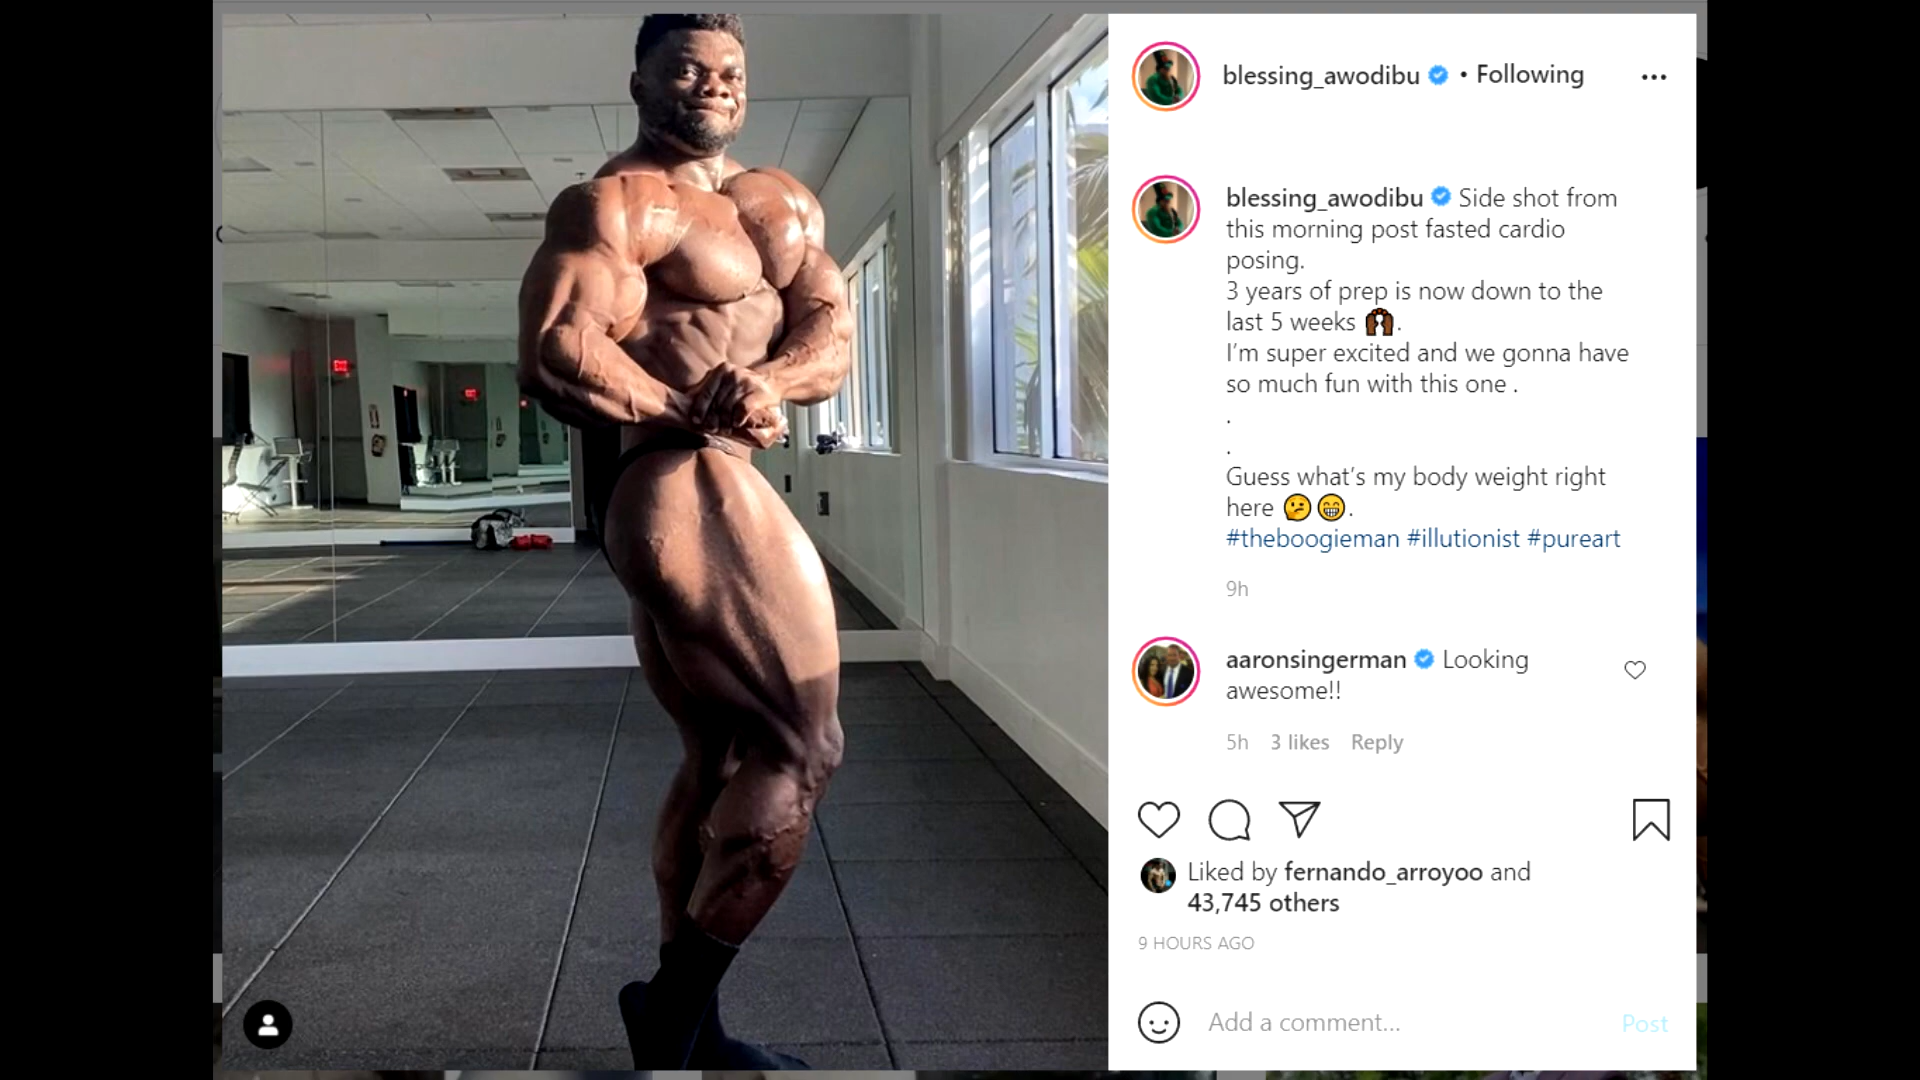 blessing_awodibu • Following
blessing_awodibu Side shot from
this morning post fasted cardio
posing.
3 years of prep is now down to the
last 5 weeks 🙌🏿.
I’m super excited and we gonna have
so much fun with this one .
.
.
Guess what’s my body weight right
here 🤔😁.
#theboogieman #illutionist #pureart
9h
aaronsingerman Looking
awesome!!
5h 3 likes Reply
Liked by fernando_arroyoo and
43,745 others
9 HOURS AGO
Add a comment...
Post